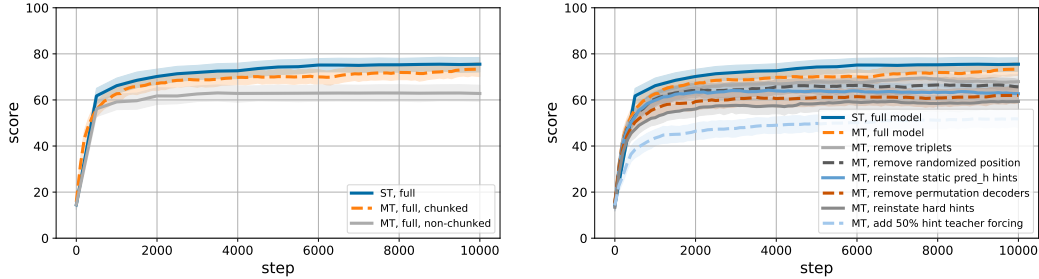 100
80
60
40
20
0
score
0
2000
4000
6000
8000
10000
step
ST, full
MT, full, chunked
MT, full, non-chunked
100
80
60
40
20
0
score
0
2000
4000
6000
8000
10000
step
ST, full model
MT, full model
MT, remove triplets
MT, remove randomized position
MT, reinstate static pred_h hints
MT, remove permutation decoders
MT, reinstate hard hints
MT, add 50% hint teacher forcing